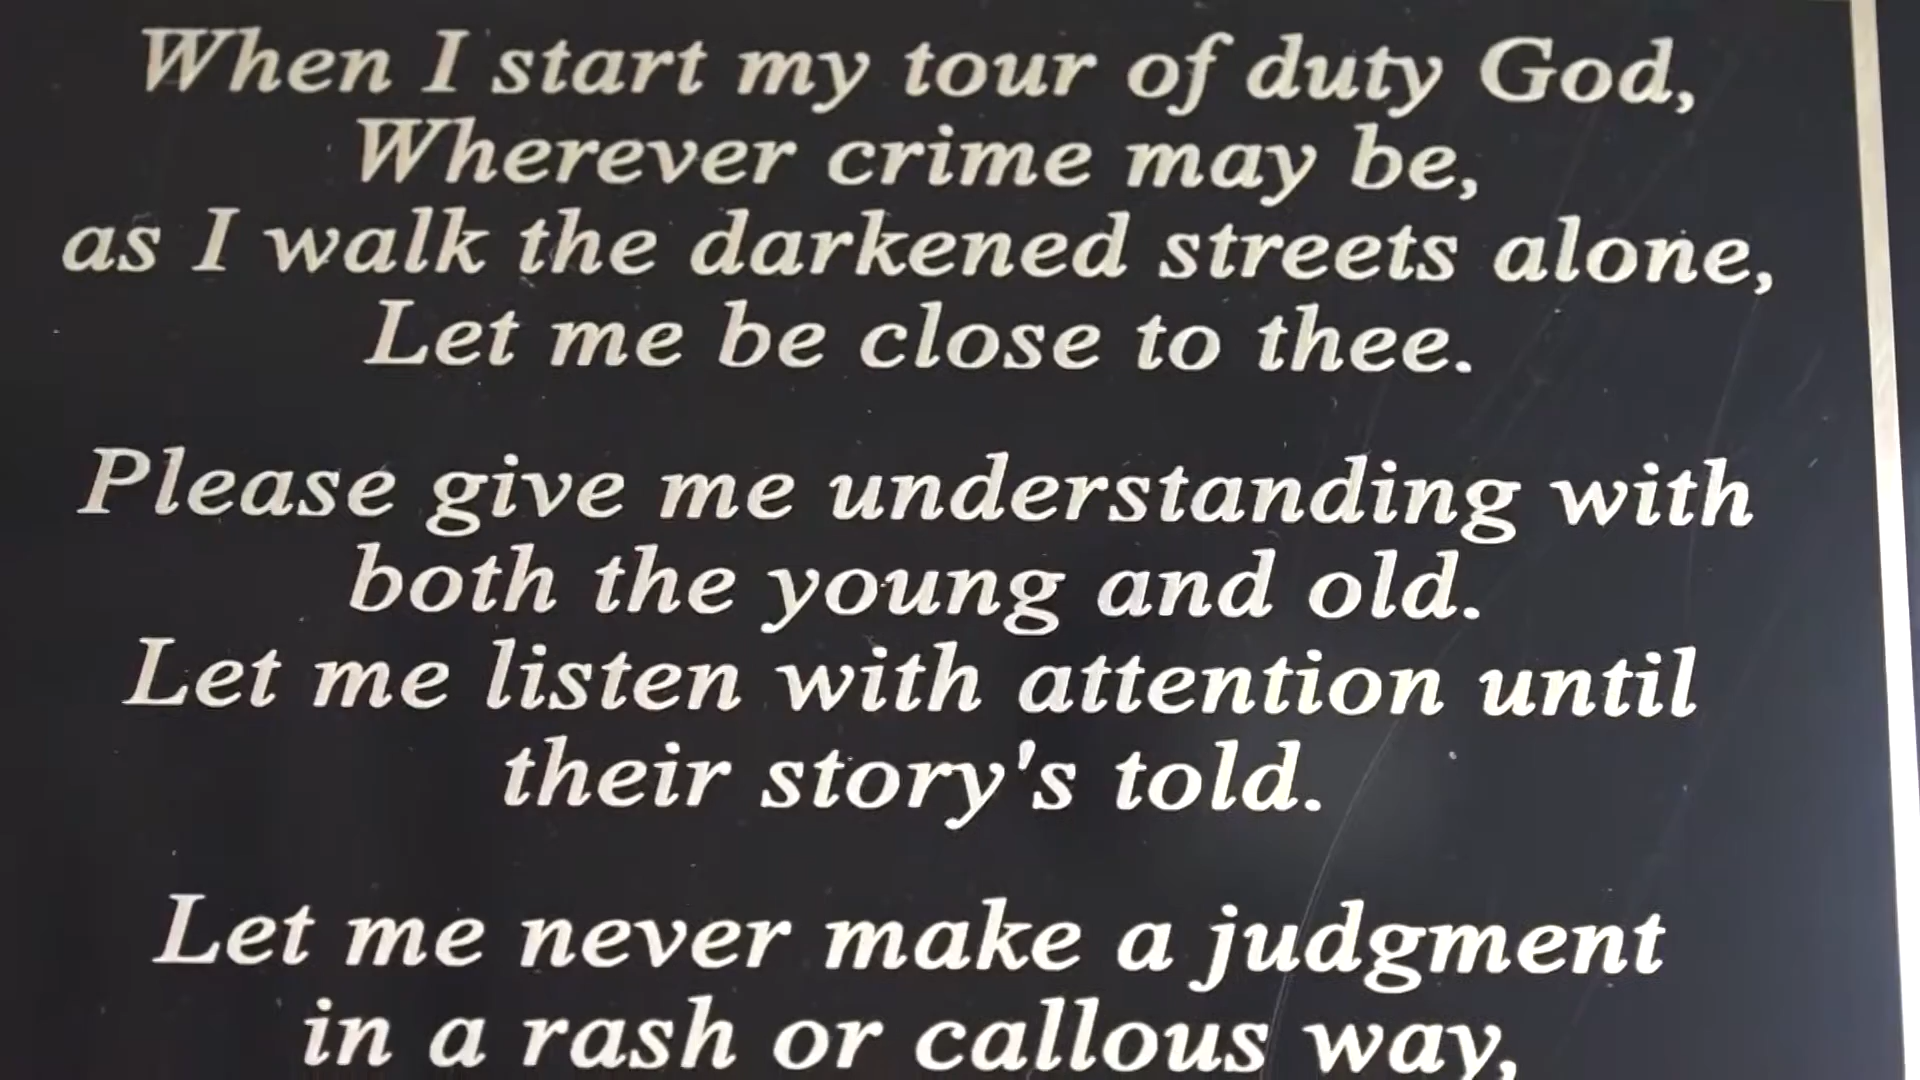 When I start my tour of duty God,
Wherever crime may be,
as I walk the darkened streets alone,
Let me be close to thee.
Please give me understanding with
both the young and old.
Let me listen with attention until
their story's told.
Let me never make a judgment
in a rash or callous way,